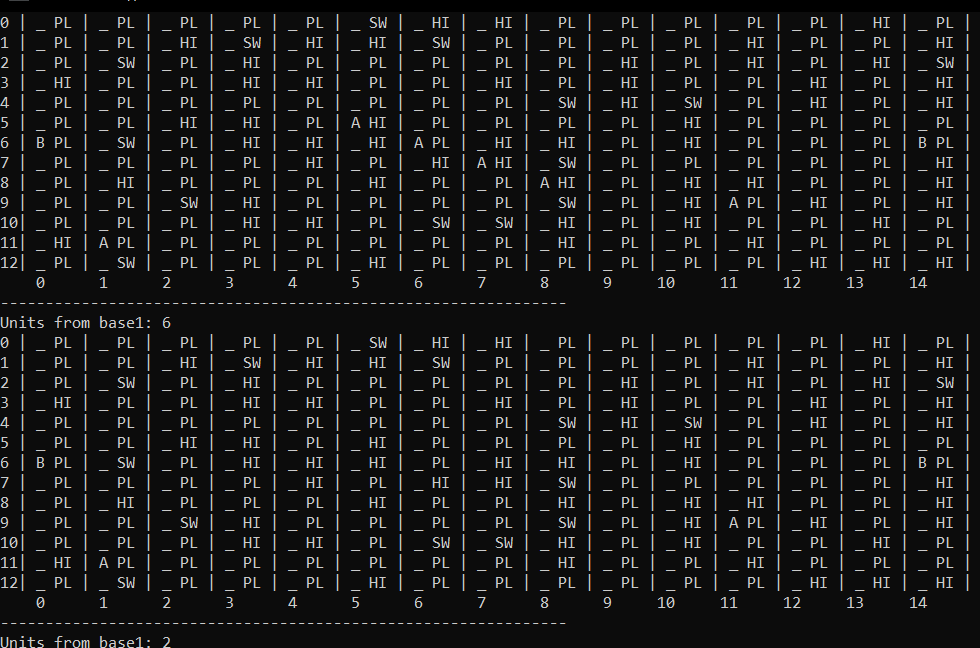 0 | _ PL | _ PL | _ PL | _ PL | _ PL | _ SW | _ HI | _ HI | _ PL | _ PL | _ PL | _ PL | _ PL | _ HI | _ PL |
1 | _ PL | _ PL | _ HI | _ SW | _ HI | _ HI | _ SW | _ PL | _ PL | _ PL | _ PL | _ HI | _ PL | _ PL | _ HI |
2 | _ PL | _ SW | _ PL | _ HI | _ PL | _ PL | _ PL | _ PL | _ PL | _ HI | _ PL | _ HI | _ PL | _ HI | _ SW |
3 | _ HI | _ PL | _ PL | _ HI | _ HI | _ PL | _ PL | _ HI | _ PL | _ HI | _ PL | _ PL | _ HI | _ PL | _ HI |
4 | _ PL | _ PL | _ PL | _ PL | _ PL | _ PL | _ PL | _ PL | _ SW | _ HI | _ SW | _ PL | _ HI | _ PL | _ HI |
5 | _ PL | _ PL | _ HI | _ HI | _ PL | A HI | _ PL | _ PL | _ PL | _ PL | _ HI | _ PL | _ PL | _ PL | _ HI |
6 | B PL | _ SW | _ PL | _ HI | _ HI | _ HI | A PL | _ HI | _ HI | _ PL | _ HI | _ PL | _ PL | _ PL | B PL |
7 | _ PL | _ PL | _ PL | _ PL | _ HI | _ PL | _ HI | A HI | _ SW | _ PL | _ PL | _ PL | _ PL | _ PL | _ HI |
8 | _ PL | _ HI | _ PL | _ PL | _ PL | _ HI | _ PL | _ PL | A HI | _ PL | _ HI | _ HI | _ PL | _ PL | _ HI |
9 | _ PL | _ PL | _ SW | _ HI | _ PL | _ PL | _ PL | _ PL | _ SW | _ PL | _ HI | A PL | _ HI | _ PL | _ HI |
10| _ PL | _ PL | _ PL | _ HI | _ HI | _ PL | _ SW | _ SW | _ HI | _ PL | _ HI | _ PL | _ PL | _ HI | _ PL |
11| _ HI | A PL | _ PL | _ PL | _ PL | _ PL | _ PL | _ PL | _ HI | _ PL | _ PL | _ HI | _ PL | _ PL | _ PL |
12| _ PL | _ SW | _ PL | _ PL | _ PL | _ HI | _ PL | _ PL | _ PL | _ PL | _ PL | _ PL | _ HI | _ HI | _ HI |
0 1 2 3 4 5 6 7 8 9 10 11 12 13 14
---------------------------------------------------------------
Units from base1: 6
0 | _ PL | _ PL | _ PL | _ PL | _ PL | _ SW | _ HI | _ HI | _ PL | _ PL | _ PL | _ PL | _ PL | _ HI | _ PL |
1 | _ PL | _ PL | _ HI | _ SW | _ HI | _ HI | _ SW | _ PL | _ PL | _ PL | _ PL | _ HI | _ PL | _ PL | _ HI |
2 | _ PL | _ SW | _ PL | _ HI | _ PL | _ PL | _ PL | _ PL | _ PL | _ HI | _ PL | _ HI | _ PL | _ HI | _ SW |
3 | _ HI | _ PL | _ PL | _ HI | _ HI | _ PL | _ PL | _ HI | _ PL | _ HI | _ PL | _ PL | _ HI | _ PL | _ HI |
4 | _ PL | _ PL | _ PL | _ PL | _ PL | _ PL | _ PL | _ PL | _ SW | _ HI | _ SW | _ PL | _ HI | _ PL | _ HI |
5 | _ PL | _ PL | _ HI | _ HI | _ PL | _ HI | _ PL | _ PL | _ PL | _ PL | _ HI | _ PL | _ PL | _ PL | _ HI |
6 | B PL | _ SW | _ PL | _ HI | _ HI | _ HI | _ PL | _ HI | _ HI | _ PL | _ HI | _ PL | _ PL | _ PL | B PL |
7 | _ PL | _ PL | _ PL | _ PL | _ HI | _ PL | _ HI | _ HI | _ SW | _ PL | _ PL | _ PL | _ PL | _ PL | _ HI |
8 | _ PL | _ HI | _ PL | _ PL | _ PL | _ HI | _ PL | _ PL | _ HI | _ PL | _ HI | _ HI | _ PL | _ PL | _ HI |
9 | _ PL | _ PL | _ SW | _ HI | _ PL | _ PL | _ PL | _ PL | _ SW | _ PL | _ HI | A PL | _ HI | _ PL | _ HI |
10| _ PL | _ PL | _ PL | _ HI | _ HI | _ PL | _ SW | _ SW | _ HI | _ PL | _ HI | _ PL | _ PL | _ HI | _ PL |
11| _ HI | A PL | _ PL | _ PL | _ PL | _ PL | _ PL | _ PL | _ HI | _ PL | _ PL | _ HI | _ PL | _ PL | _ PL |
12| _ PL | _ SW | _ PL | _ PL | _ PL | _ HI | _ PL | _ PL | _ PL | _ PL | _ PL | _ PL | _ HI | _ HI | _ HI |
0 1 2 3 4 5 6 7 8 9 10 11 12 13 14
---------------------------------------------------------------
Units from base1: 2